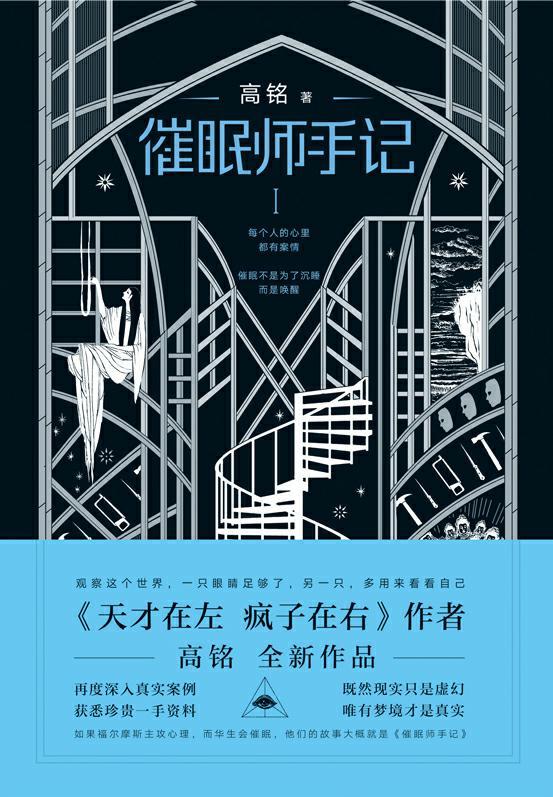 高铭 著
催眠师手记
I
每个人的心里
都有案情
催眠不是为了沉睡
而是唤醒
观察这个世界，一只眼睛足够了，另一只，多用来看看自己
《天才在左 疯子在右》作者
高铭 全新作品
再度深入真实案例
获悉珍贵一手资料
既然现实只是虚幻
唯有梦境才是真实
如果福尔摩斯主攻心理，而华生会催眠，他们的故事大概就是《催眠师手记》